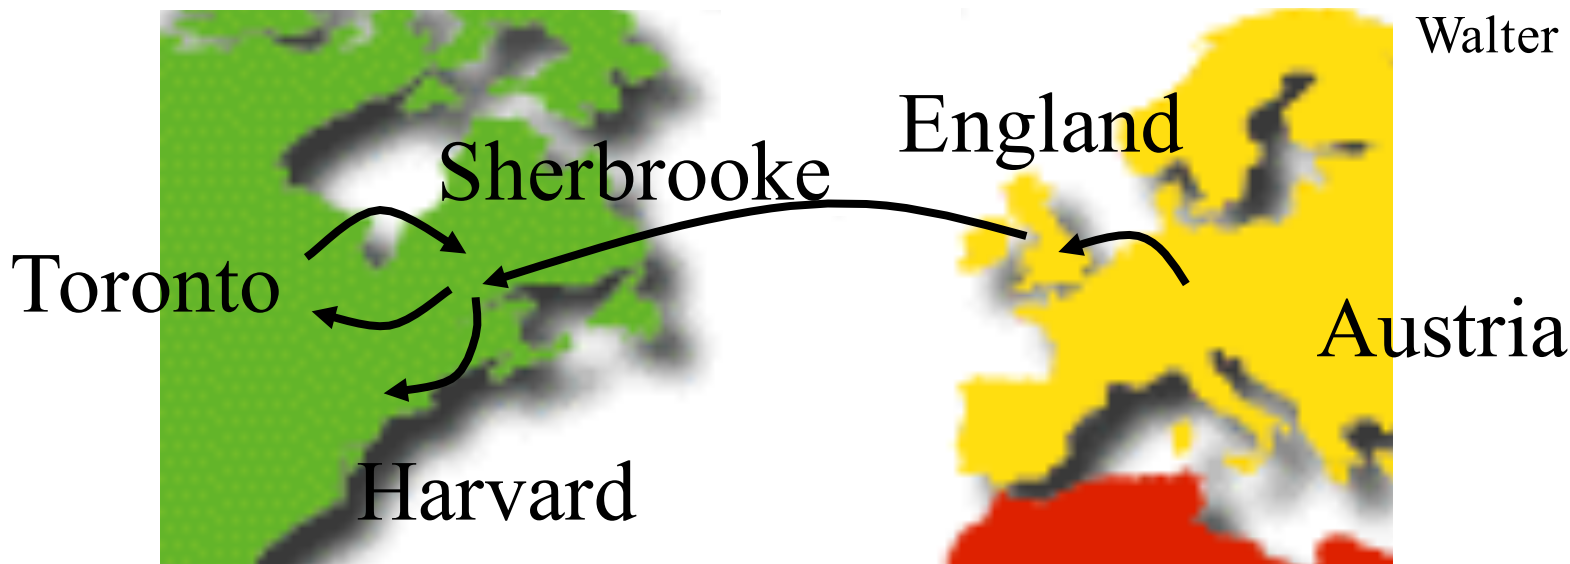 Walter
England
Sherbrooke
Toronto
Austria
Harvard